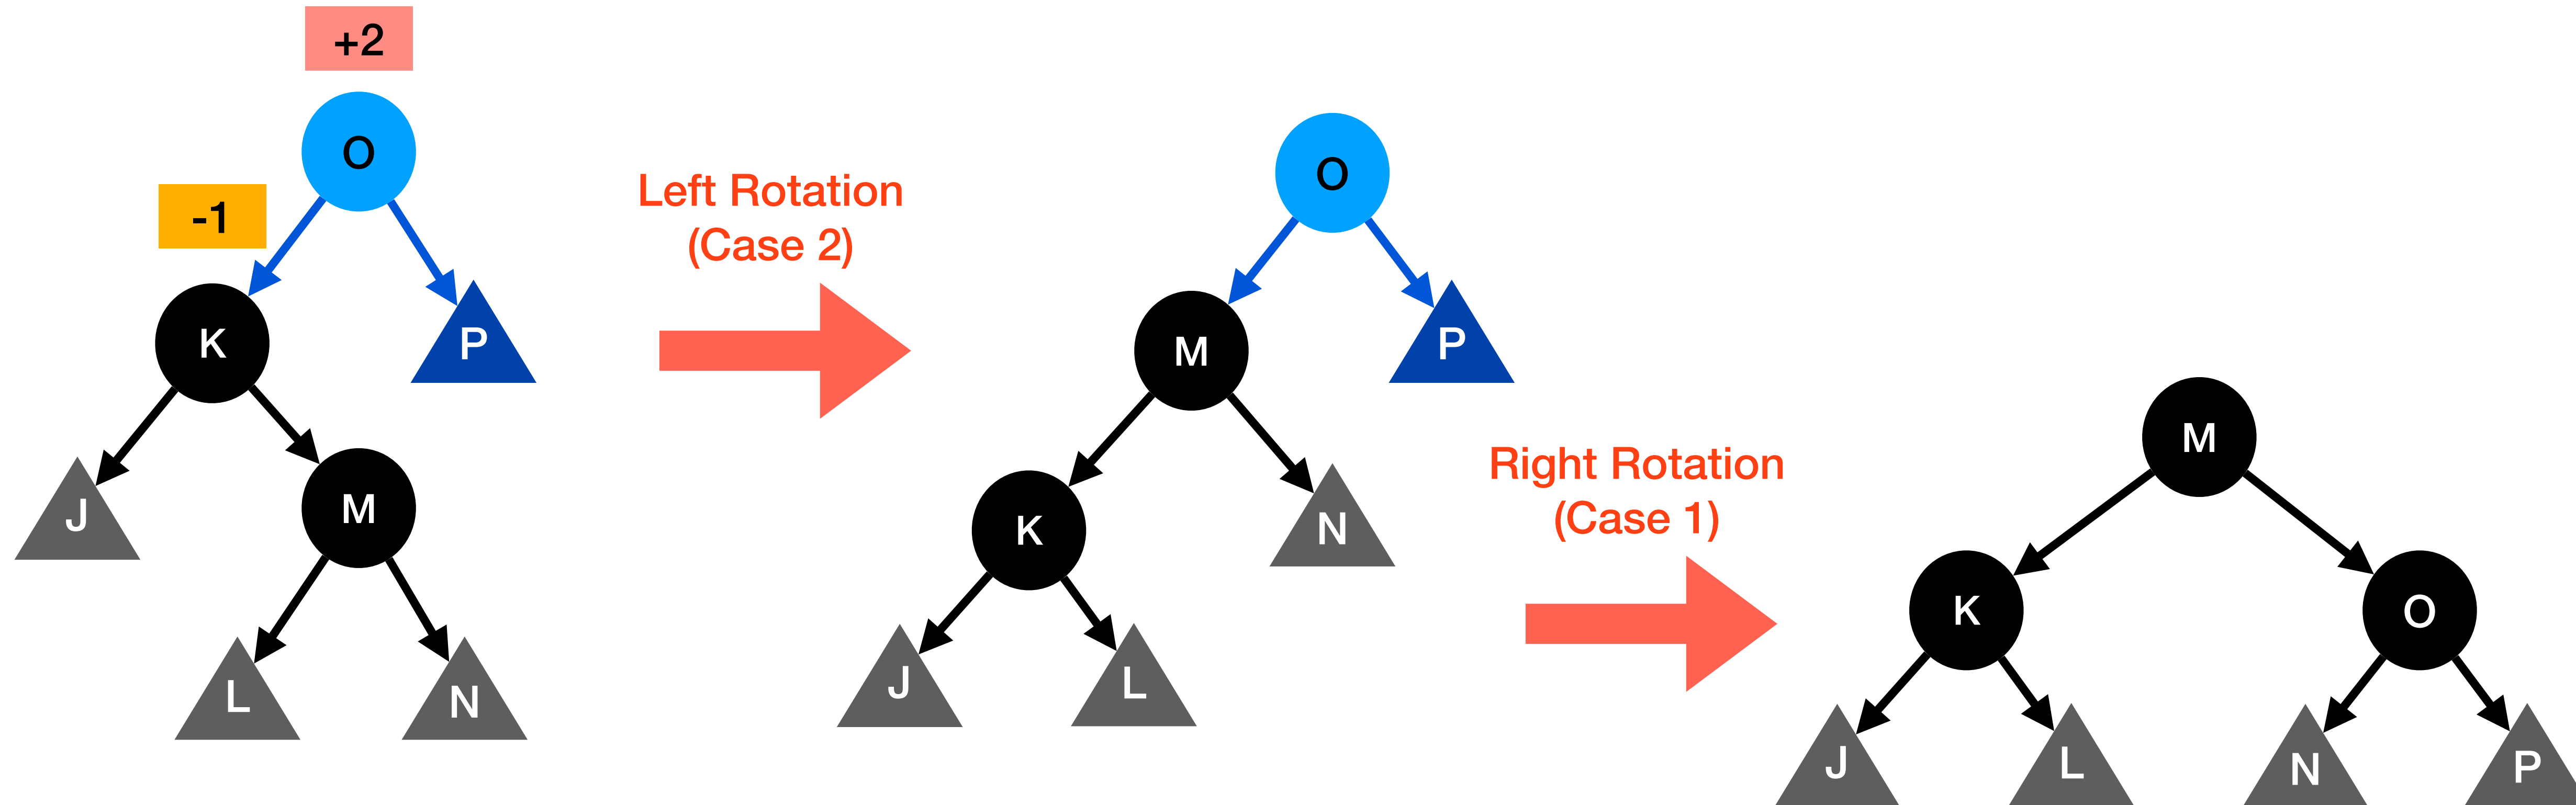 +2
O
-1
K
P
J
M
L
N
Left Rotation
(Case 2)
O
M
P
K
N
J
L
Right Rotation
(Case 1)
M
K
O
J
L
N
P